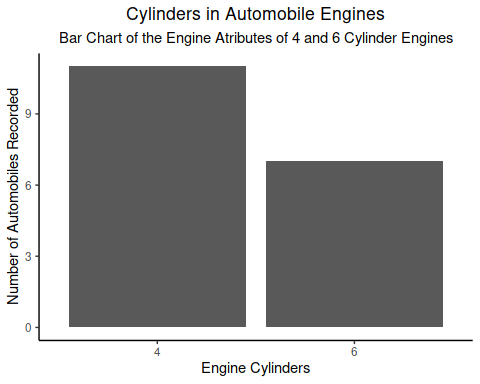 Cylinders in Automobile Engines
Bar Chart of the Engine Atributes of 4 and 6 Cylinder Engines
Number of Automobiles Recorded
9
6
3
0
4 6
Engine Cylinders